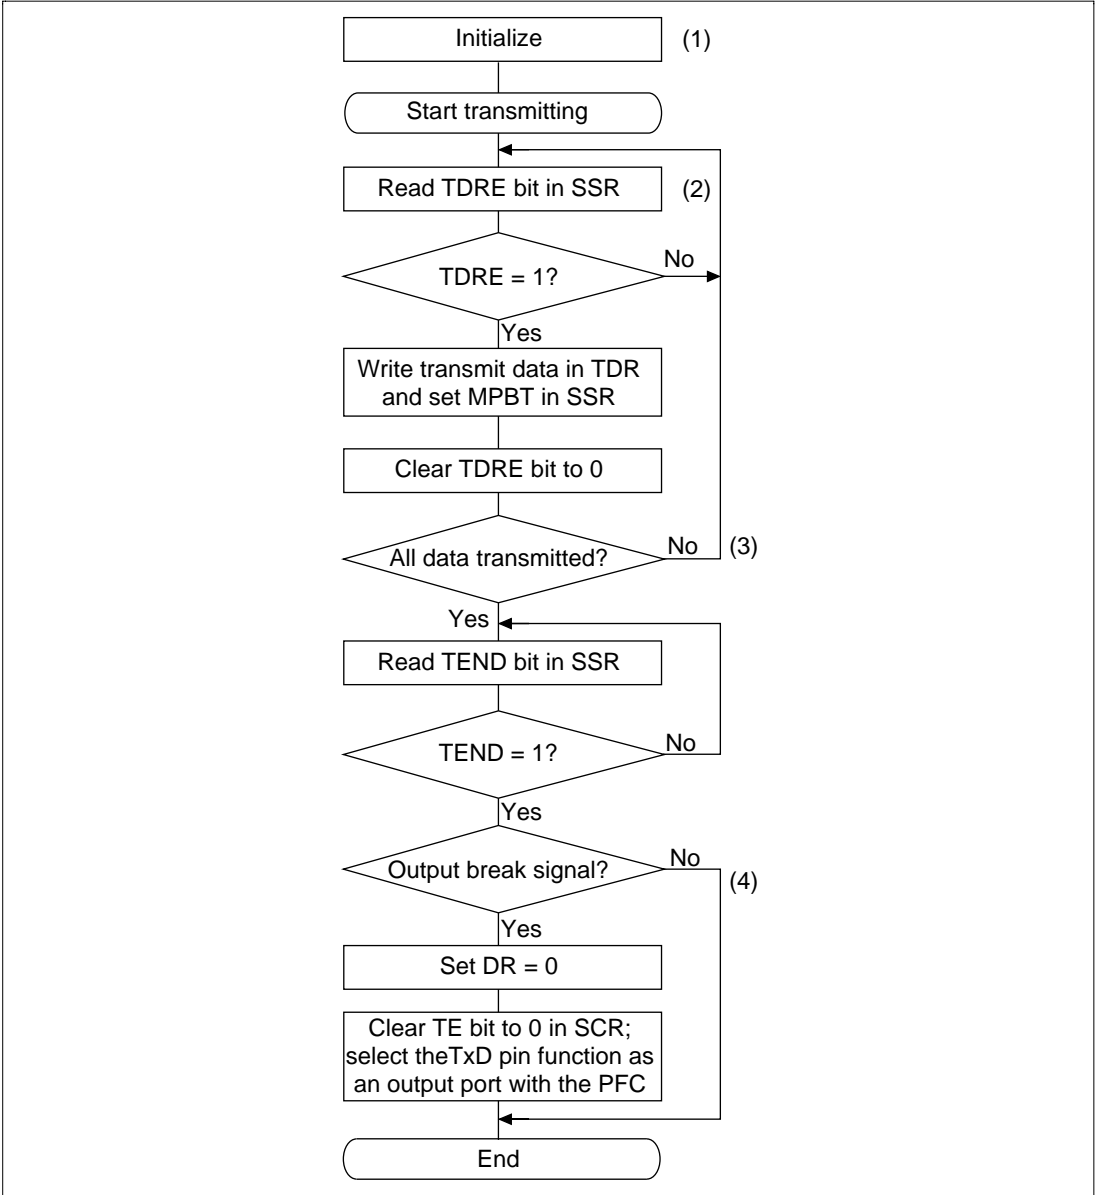 Initialize
(1)
Start transmitting
Read TDRE bit in SSR
(2)
TDRE = 1?
No
Yes
Write transmit data in TDR
and set MPBT in SSR
Clear TDRE bit to 0
All data transmitted?
No
(3)
Yes
Read TEND bit in SSR
TEND = 1?
No
Yes
Output break signal?
No
(4)
Yes
Set DR = 0
Clear TE bit to 0 in SCR;
select theTxD pin function as
an output port with the PFC
End